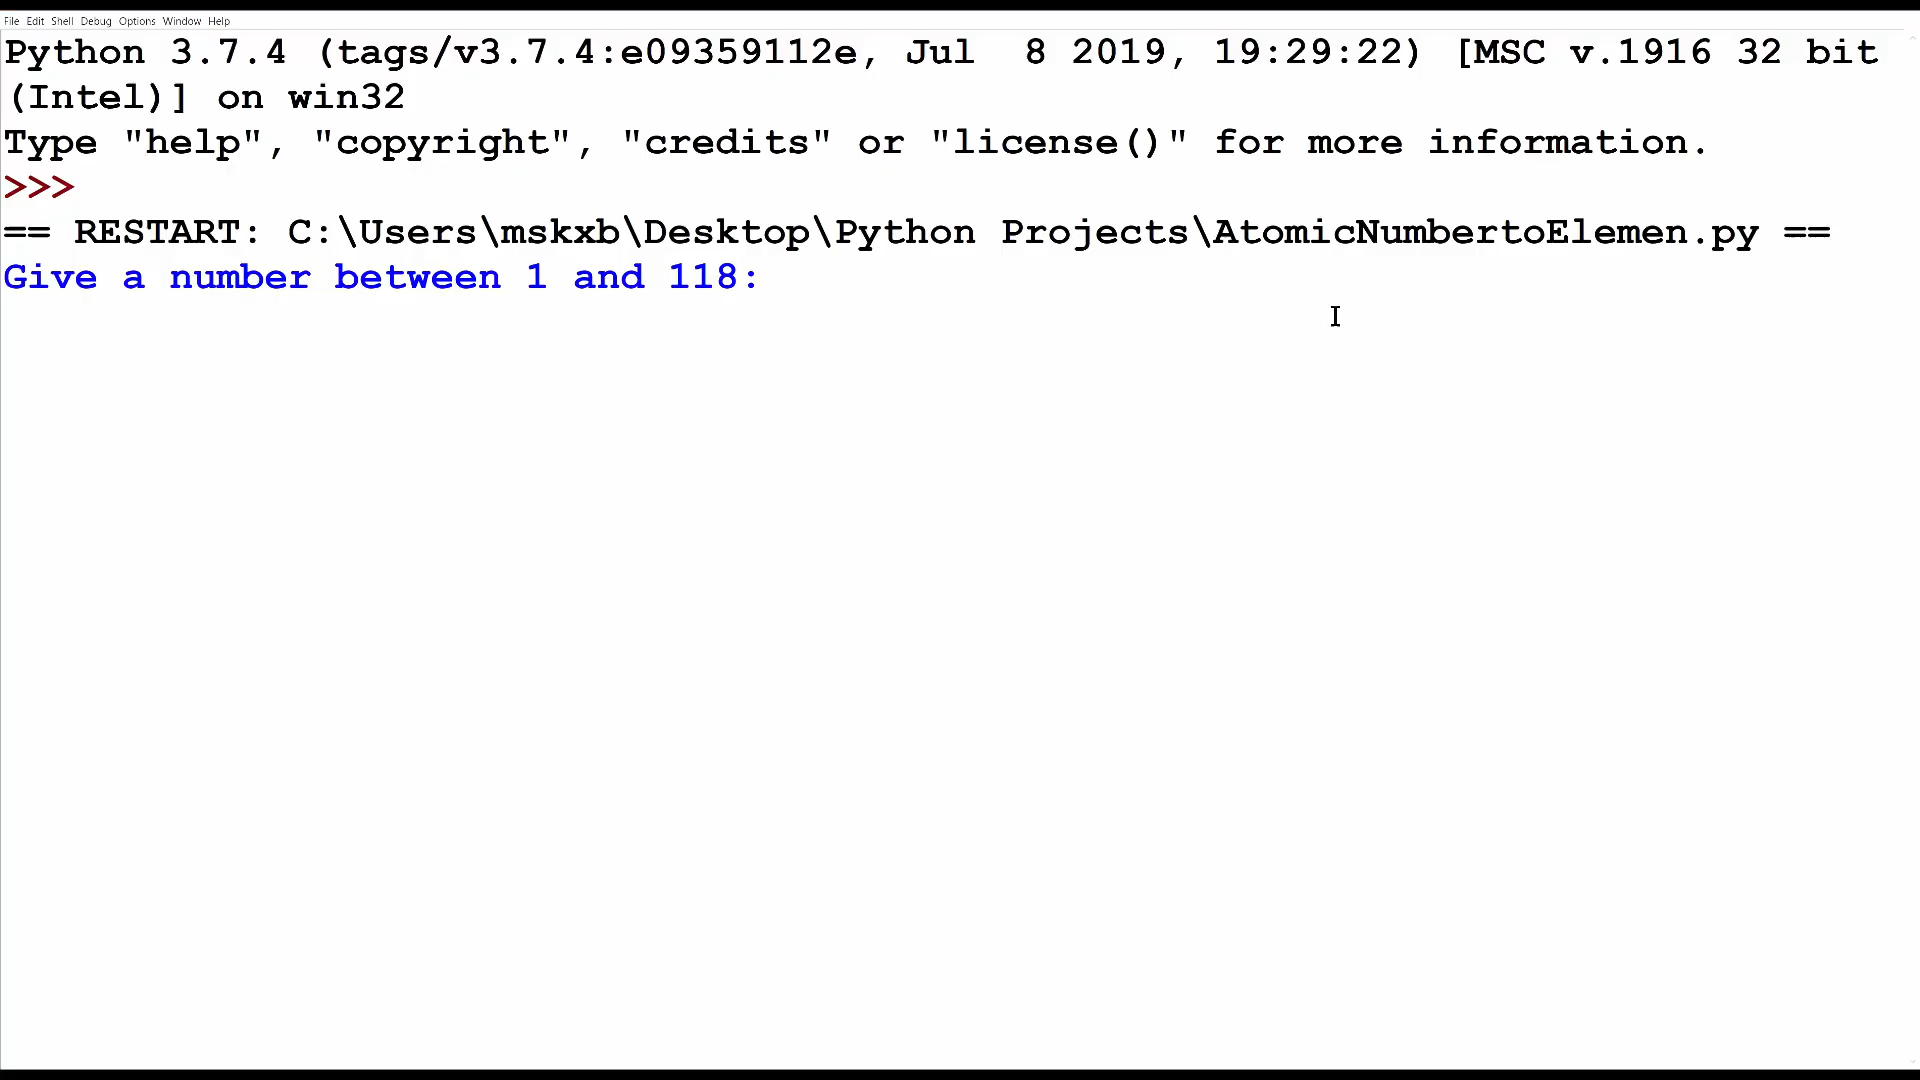 File Edit Shell Debug Options Window Help
Python 3.7.4 (tags/v3.7.4:e09359112e, Jul  8 2019, 19:29:22) [MSC v.1916 32 bit
(Intel)] on win32
Type "help", "copyright", "credits" or "license()" for more information.
>>>
== RESTART: C:\Users\mskxb\Desktop\Python Projects\AtomicNumbertoElemen.py ==
Give a number between 1 and 118: